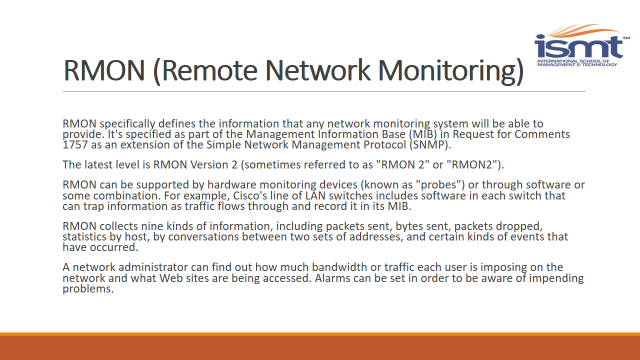 ismt™
INTERNATIONAL SCHOOL OF
MANAGEMENT & TECHNOLOGY
RMON (Remote Network Monitoring)
RMON specifically defines the information that any network monitoring system will be able to
provide. It's specified as part of the Management Information Base (MIB) in Request for Comments
1757 as an extension of the Simple Network Management Protocol (SNMP).
The latest level is RMON Version 2 (sometimes referred to as "RMON 2" or "RMON2").
RMON can be supported by hardware monitoring devices (known as "probes") or through software or
some combination. For example, Cisco's line of LAN switches includes software in each switch that
can trap information as traffic flows through and record it in its MIB.
RMON collects nine kinds of information, including packets sent, bytes sent, packets dropped,
statistics by host, by conversations between two sets of addresses, and certain kinds of events that
have occurred.
A network administrator can find out how much bandwidth or traffic each user is imposing on the
network and what Web sites are being accessed. Alarms can be set in order to be aware of impending
problems.